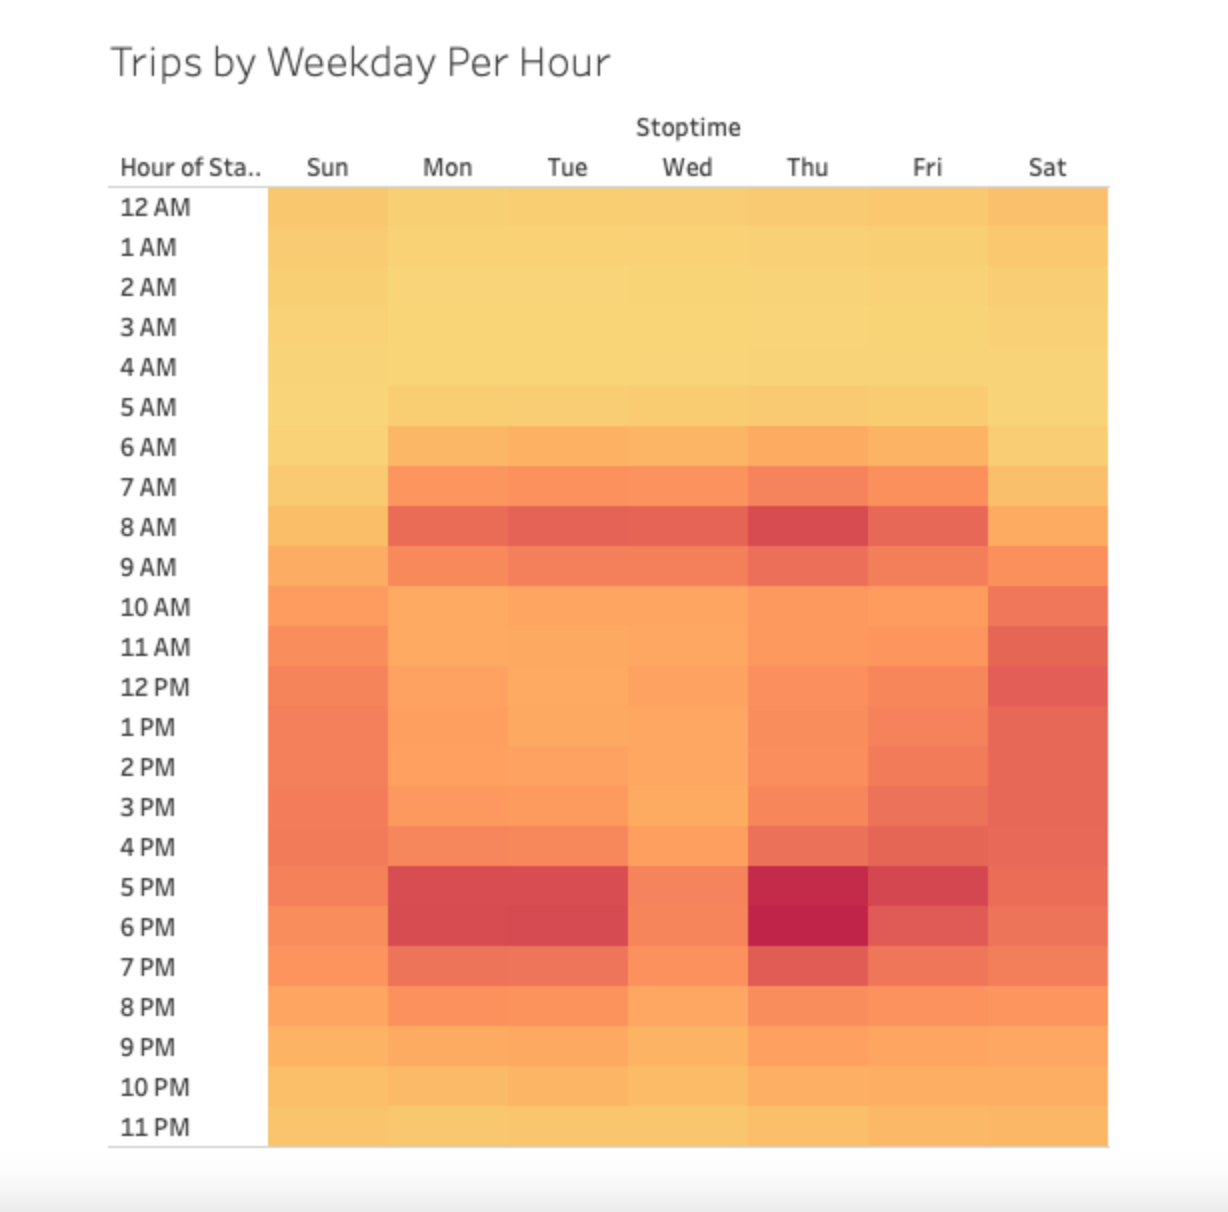 Trips by Weekday Per Hour
Stoptime
Hour of Sta.. Sun Mon Tue Wed Thu Fri Sat
12 AM
1 AM
2 AM
3 AM
4 AM
5 AM
6 AM
7 AM
8 AM
9 AM
10 AM
11 AM
12 PM
1 PM
2 PM
3 PM
4 PM
5 PM
6 PM
7 PM
8 PM
9 PM
10 PM
11 PM